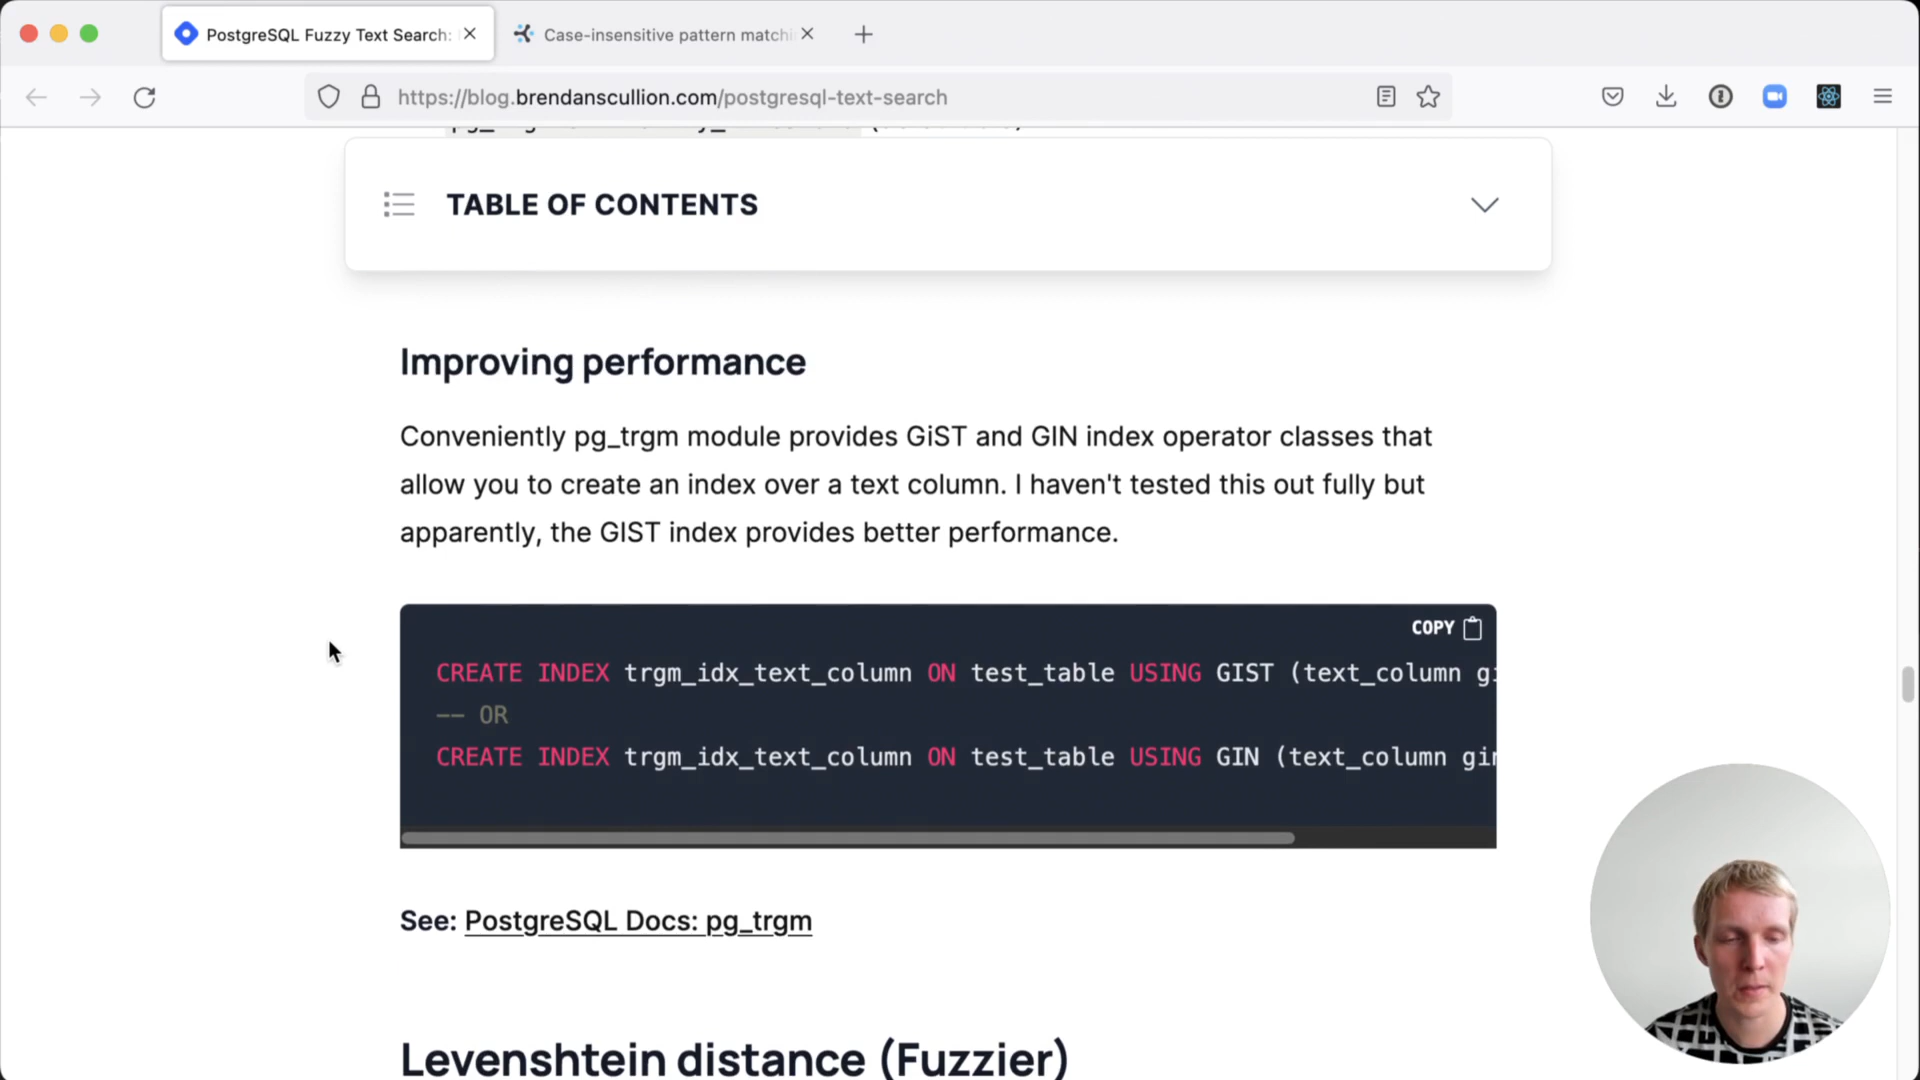 PostgreSQL Fuzzy Text Search:
Case-insensitive pattern matchi
https://blog.brendanscullion.com/postgresql-text-search
TABLE OF CONTENTS
Improving performance
Conveniently pg_trgm module provides GiST and GIN index operator classes that
allow you to create an index over a text column. I haven't tested this out fully but
apparently, the GIST index provides better performance.
COPY
CREATE INDEX trgm_idx_text_column ON test_table USING GIST (text_column gi
-- OR
CREATE INDEX trgm_idx_text_column ON test_table USING GIN (text_column gin
See: PostgreSQL Docs: pg_trgm
Levenshtein distance (Fuzzier)